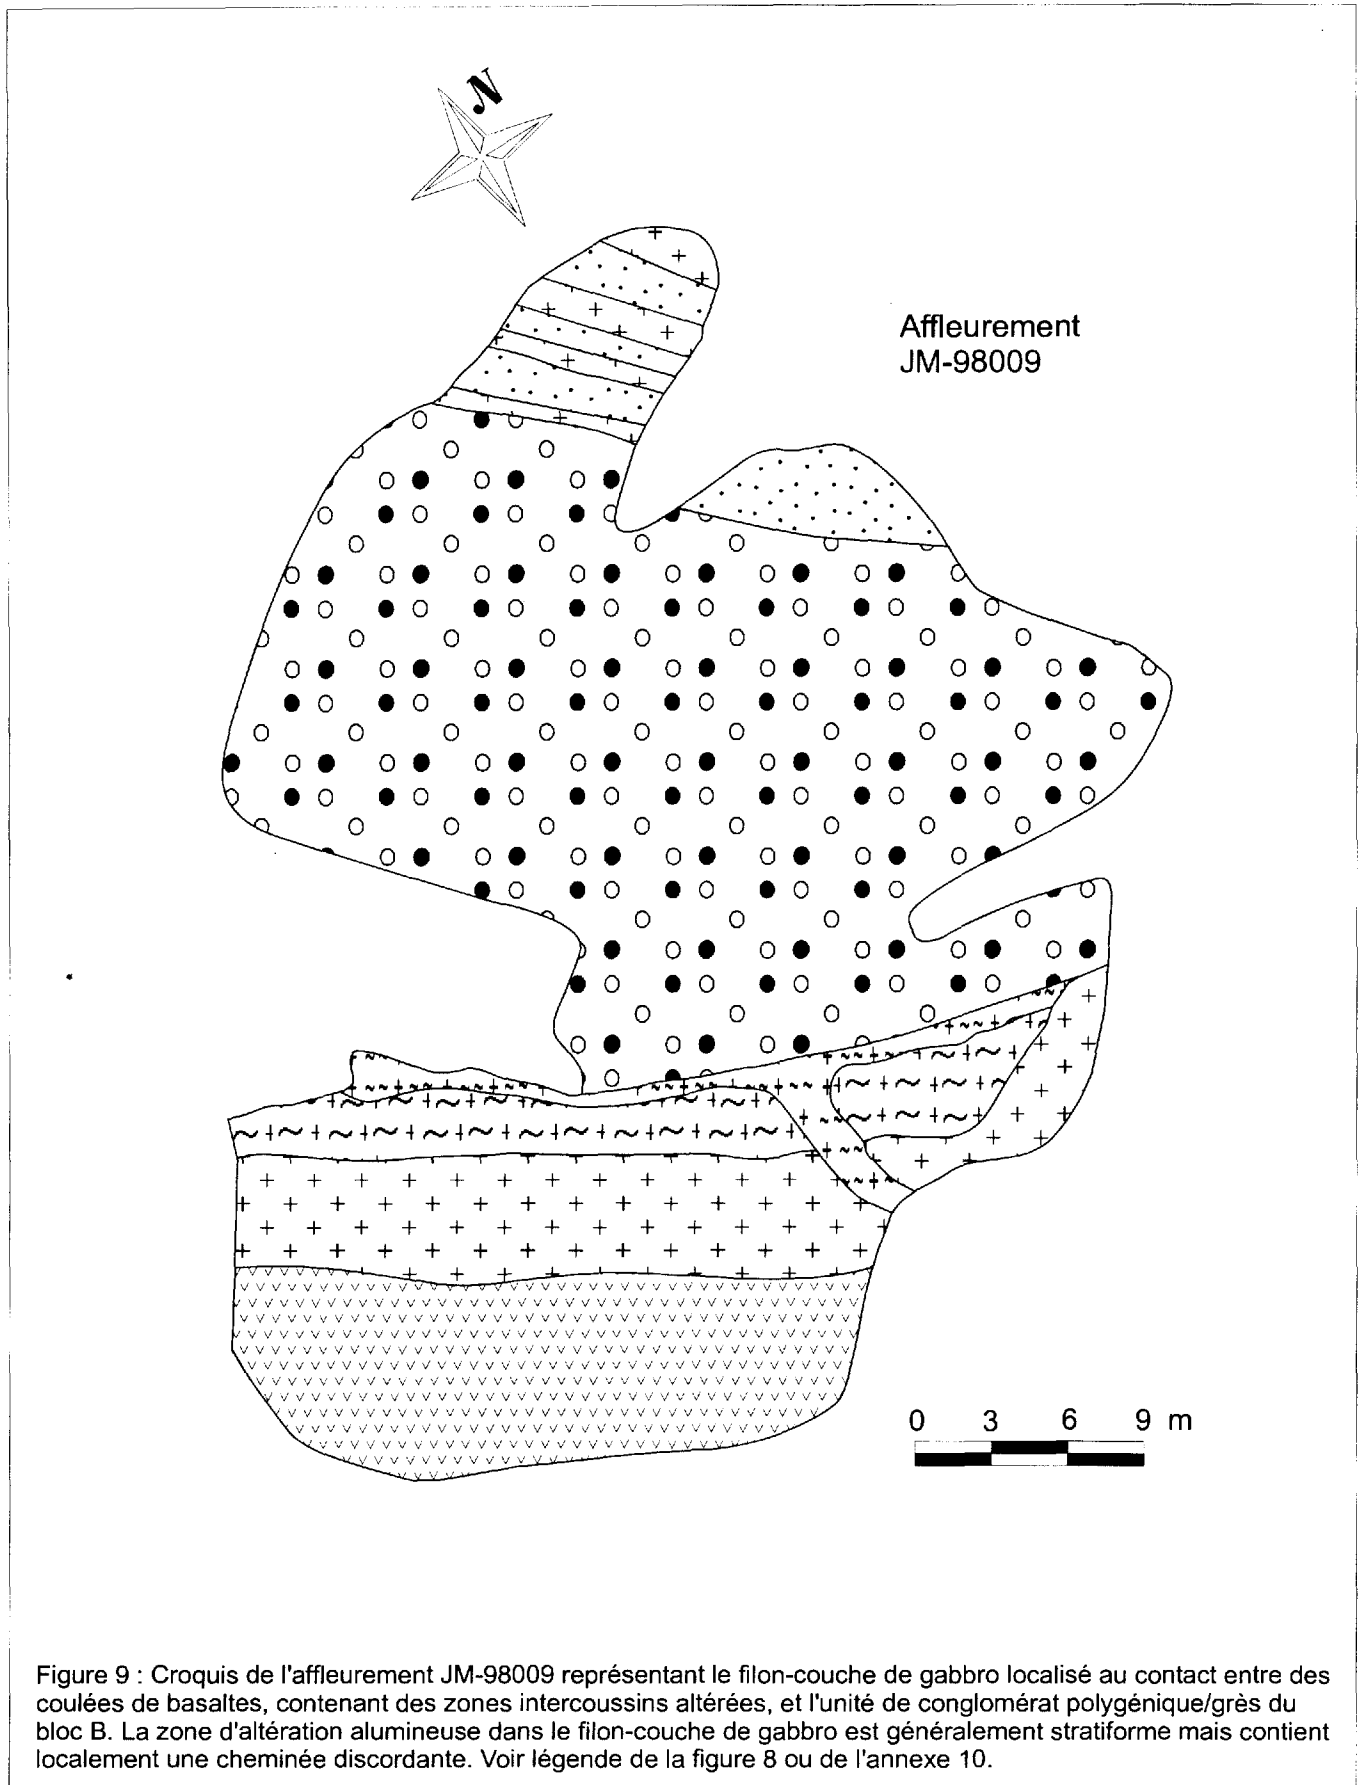 N
Affleurement
JM-98009
0 3 6 9 m
Figure 9 : Croquis de l'affleurement JM-98009 représentant le filon-couche de gabbro localisé au contact entre des
coulées de basaltes, contenant des zones intercoussins altérées, et l'unité de conglomérat polygénique/grès du
bloc B. La zone d'altération alumineuse dans le filon-couche de gabbro est généralement stratiforme mais contient
localement une cheminée discordante. Voir légende de la figure 8 ou de l'annexe 10.